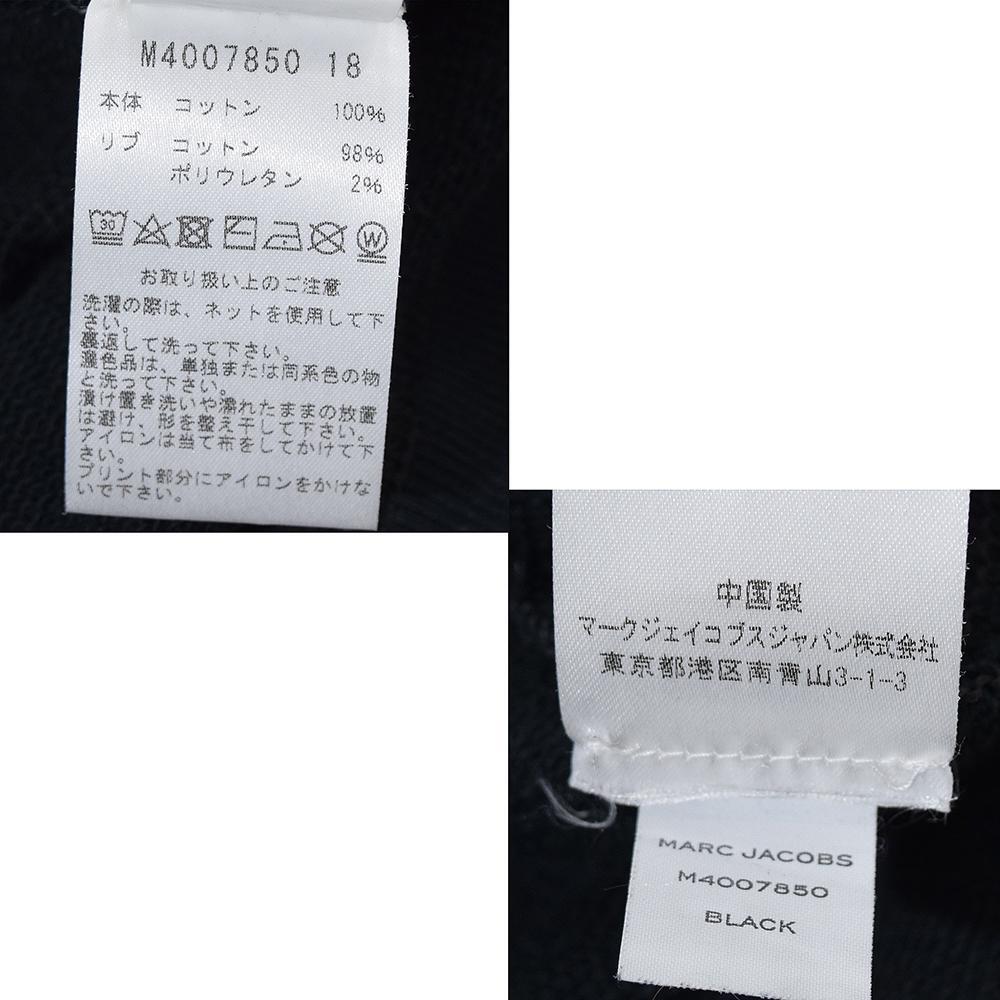 M4007850 18
本体 コットン 100%
リブ コットン 98%
ポリウレタン 2%
30
W
お取り扱い上のご注意
洗濯の際は、ネットを使用して下
さい。
裏返して洗って下さい。
濃色品は、単独または同系色の物
と洗って下さい。
漬け置き洗いや濡れたままの放置
は避け、形を整え干して下さい。
アイロンは当て布をしてかけて下
さい。
プリント部分にアイロンをかけな
いで下さい。
中国製
マークジェイコブスジャパン株式会社
東京都港区南青山3-1-3
MARC JACOBS
M4007850
BLACK